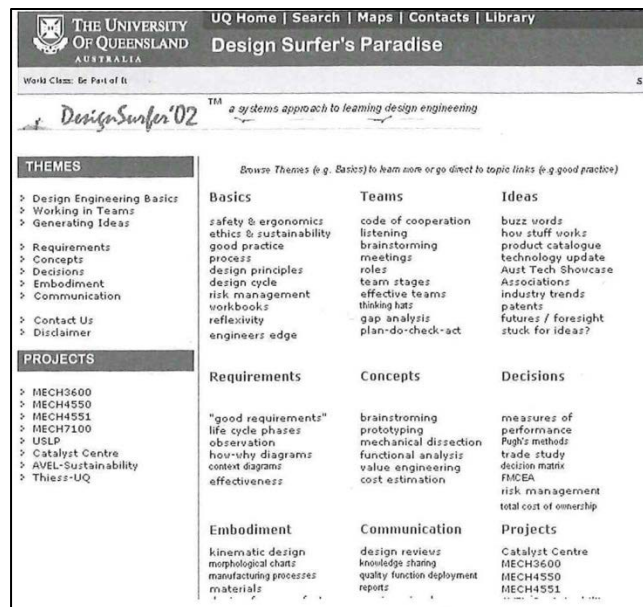 THE UNIVERSITY
OF QUEENSLAND
AUSTRALIA
UQ Home | Search | Maps | Contacts | Library
Design Surfer's Paradise
World Class: Be Part of It
S
DesignSurfer'02 TM a systems approach to learning design engineering
THEMES
> Design Engineering Basics
> Working in Teams
> Generating Ideas
> Requirements
> Concepts
> Decisions
> Embodiment
> Communication
> Contact Us
> Disclaimer
PROJECTS
> MECH3600
> MECH4550
> MECH4551
> MECH7100
> USLP
> Catalyst Centre
> AVEL-Sustainability
> Thiess-UQ
Browse Themes (e.g. Basics) to learn more or go direct to topic links (e.g. good practice)
Basics
safety & ergonomics
ethics & sustainability
good practice
process
design principles
design cycle
risk management
workbooks
reflexivity
engineers edge
Teams
code of cooperation
listening
brainstorming
meetings
roles
team stages
effective teams
thinking hats
gap analysis
plan-do-check-act
Ideas
buzz words
how stuff works
product catalogue
technology update
Aust Tech Showcase
Associations
industry trends
patents
futures / foresight
stuck for ideas?
Requirements
"good requirements"
life cycle phases
observation
how-why diagrams
context diagrams
effectiveness
Concepts
brainstroming
prototyping
mechanical dissection
functional analysis
value engineering
cost estimation
Decisions
measures of
performance
Pugh's methods
trade study
decision matrix
FMCEA
risk management
total cost of ownership
Embodiment
kinematic design
morphological charts
manufacturing processes
materials
Communication
design reviews
knowledge sharing
quality function deployment
reports
Projects
Catalyst Centre
MECH3600
MECH4550
MECH4551